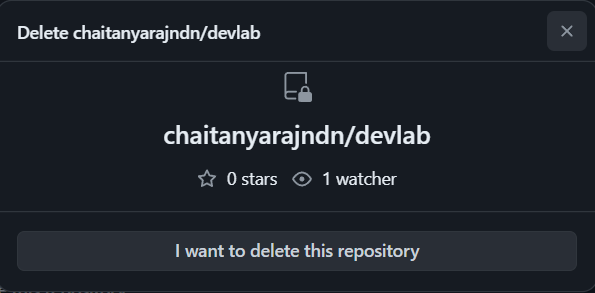 Delete chaitanyarajndn/devlab
chaitanyarajndn/devlab
0 stars 1 watcher
I want to delete this repository